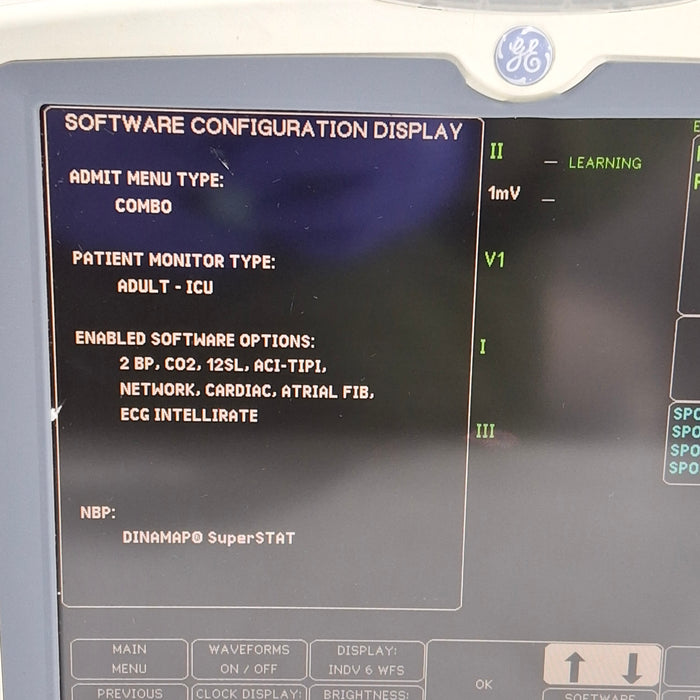 GE
SOFTWARE CONFIGURATION DISPLAY
ADMIT MENU TYPE:
COMBO
PATIENT MONITOR TYPE:
ADULT - ICU
ENABLED SOFTWARE OPTIONS:
2 BP, CO2, 12SL, ACI-TIPI,
NETWORK, CARDIAC, ATRIAL FIB,
ECG INTELLIRATE
NBP:
DINAMAP® SuperSTAT
II
LEARNING
1mV
V1
I
III
SPO
SPO
SPO
SPO
MAIN
MENU
WAVEFORMS
ON / OFF
DISPLAY:
INDV 6 WFS
OK
PREVIOUS
CLOCK DISPLAY:
BRIGHTNESS:
SOFTWARE